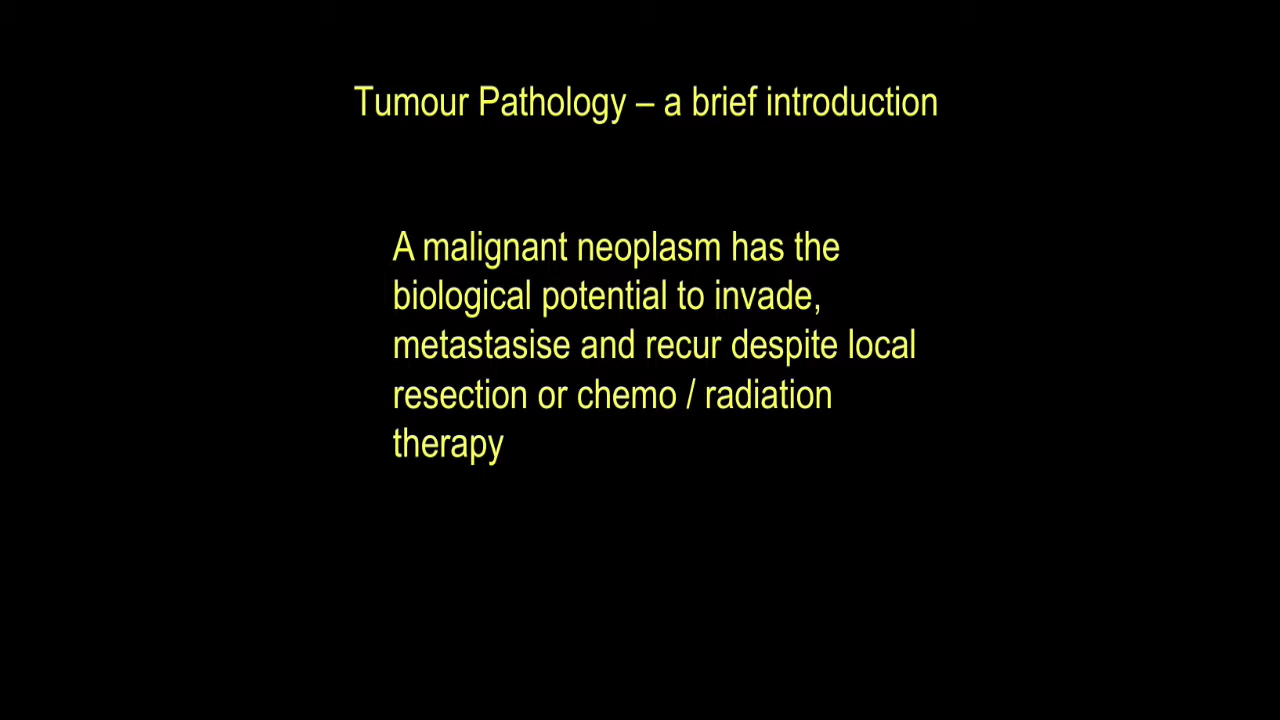 Tumour Pathology – a brief introduction
A malignant neoplasm has the
biological potential to invade,
metastasise and recur despite local
resection or chemo / radiation
therapy